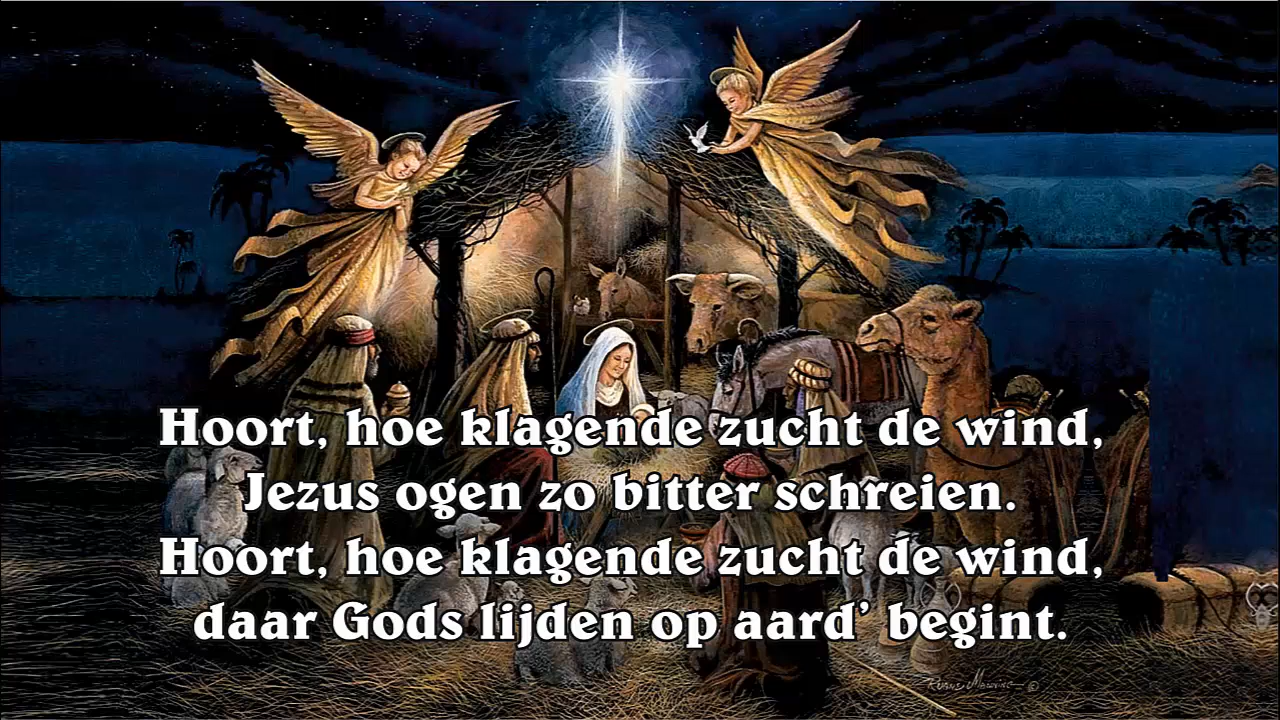 Hoort, hoe klagende zucht de wind,
Jezus ogen zo bitter schreien.
Hoort, hoe klagende zucht de wind,
daar Gods lijden op aard’ begint.